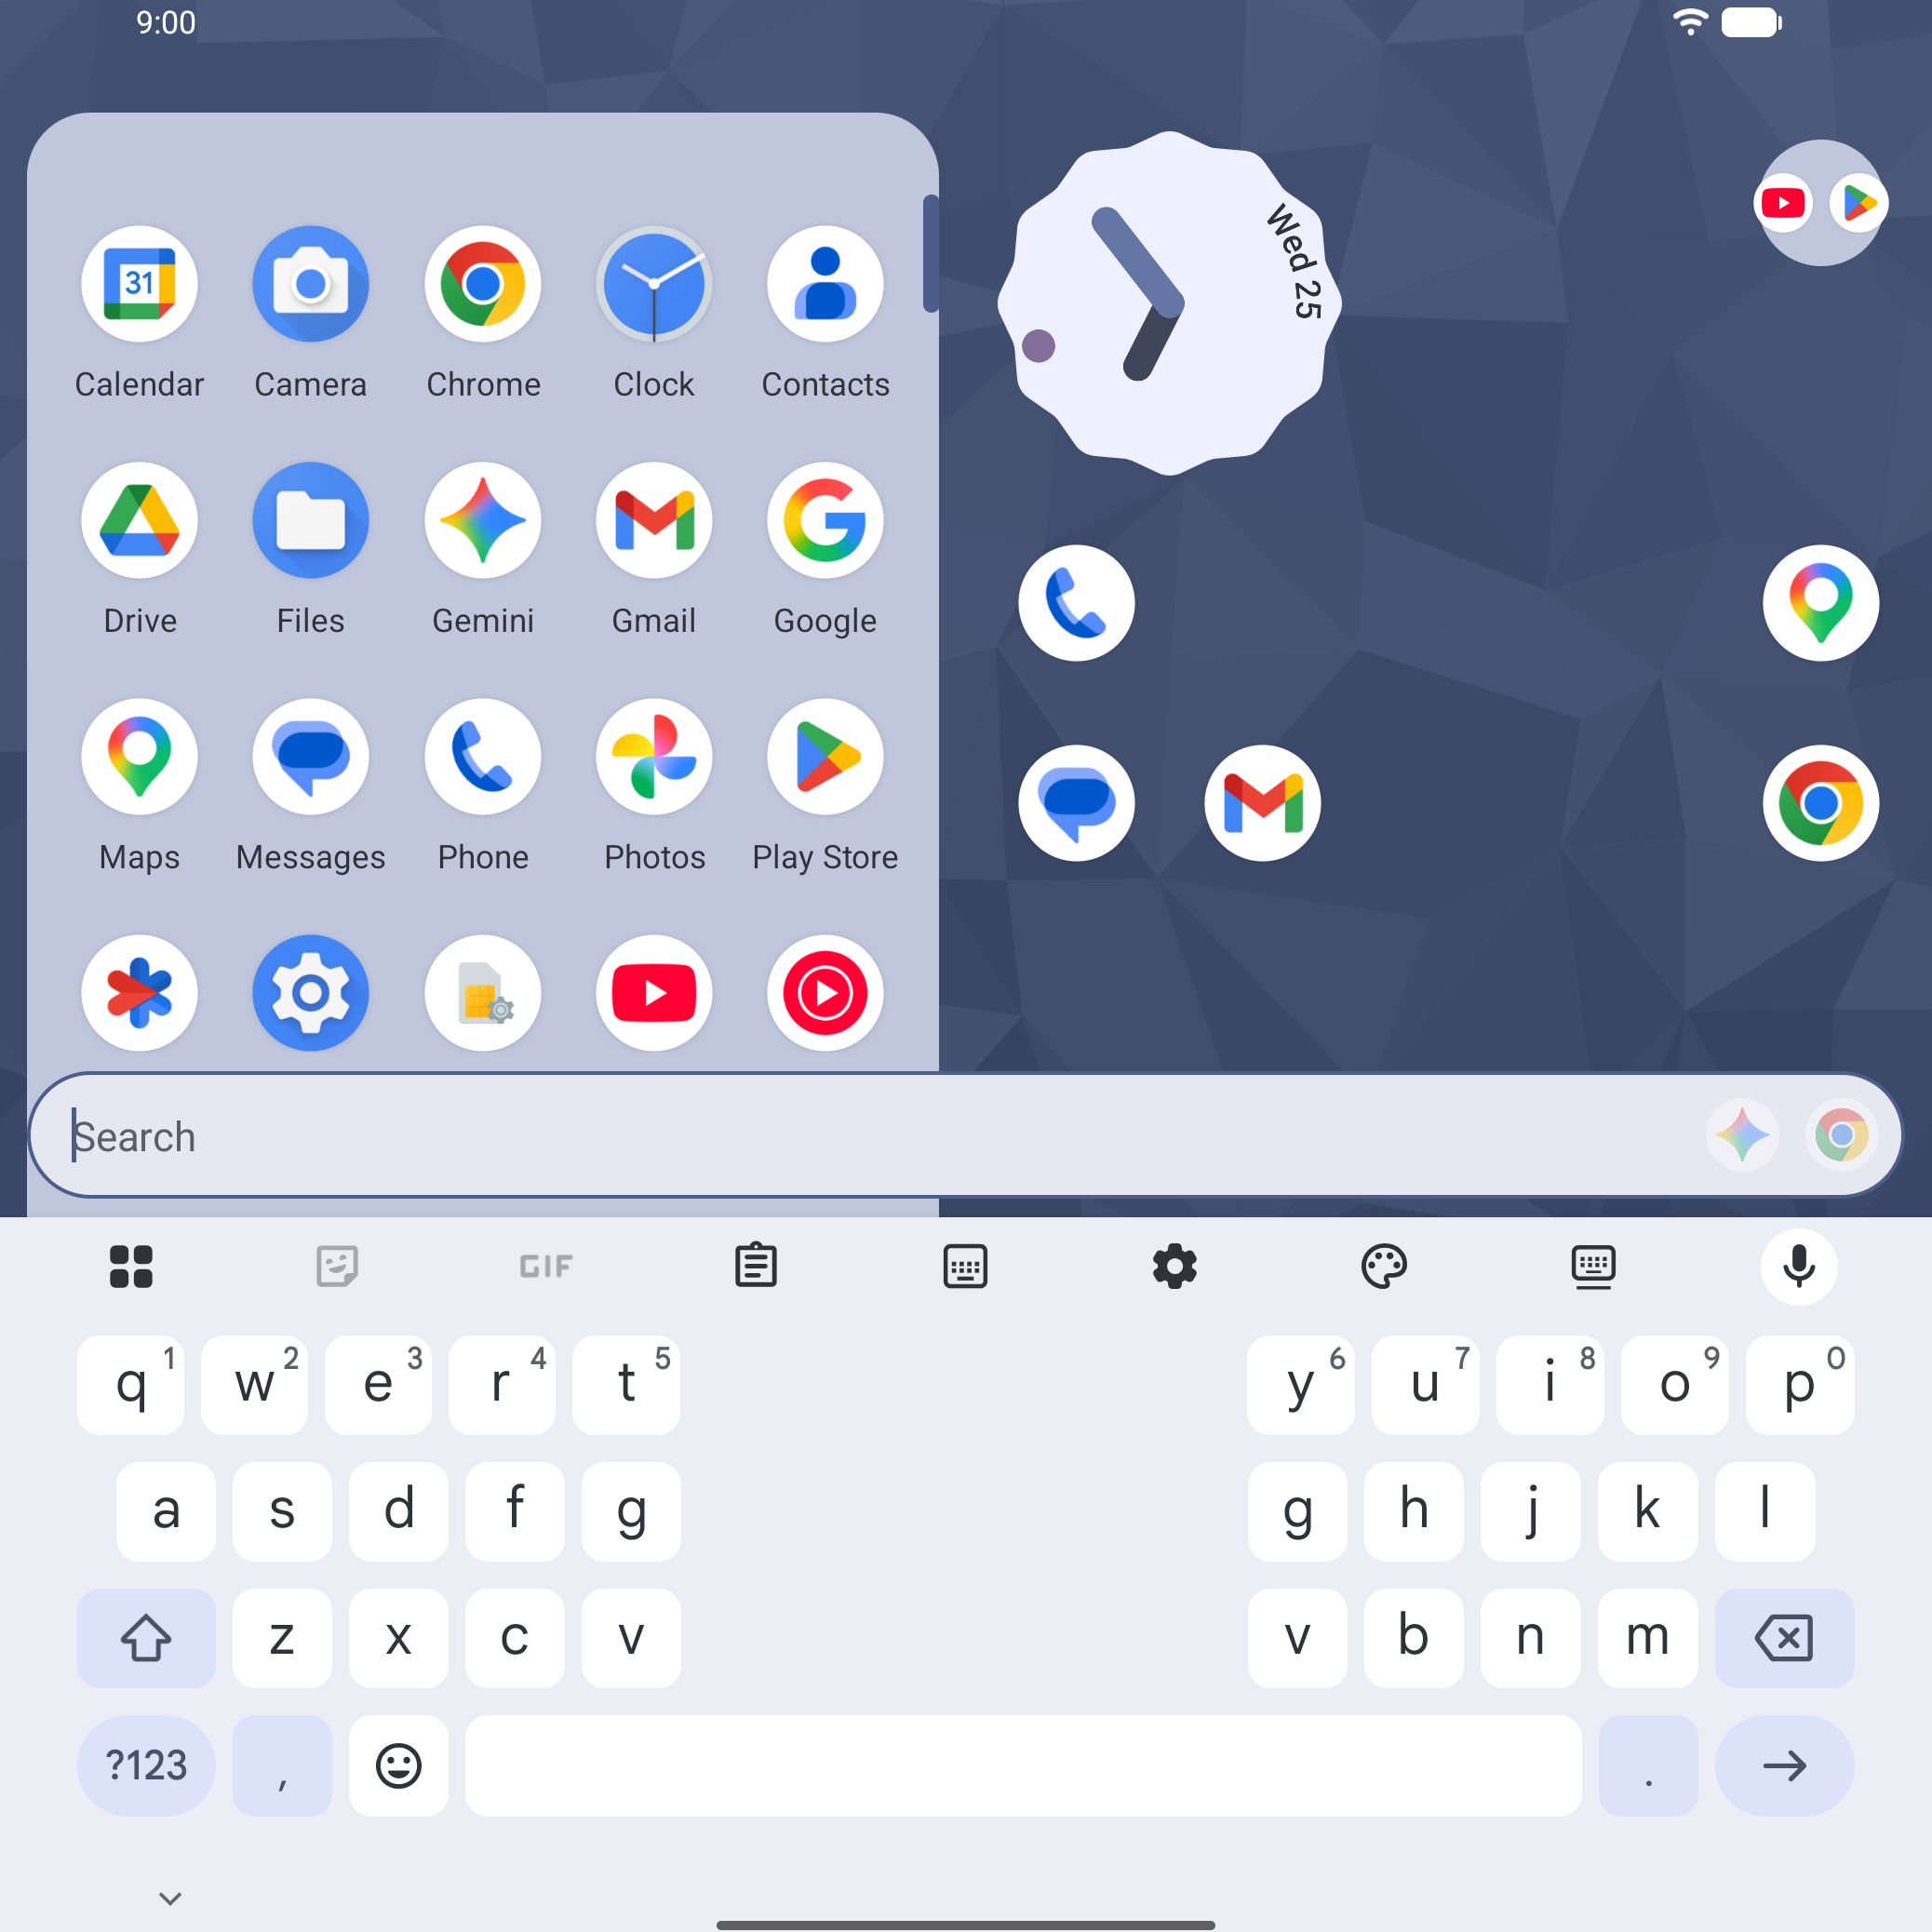 9:00
Wed 25
31
Calendar Camera Chrome Clock Contacts
Drive Files Gemini Gmail Google
Maps Messages Phone Photos Play Store
Search
GIF
q 1 w 2 e 3 r 4 t 5 y 6 u 7 i 8 o 9 p 0
a s d f g g h j k l
z x c v v b n m
?123 , .